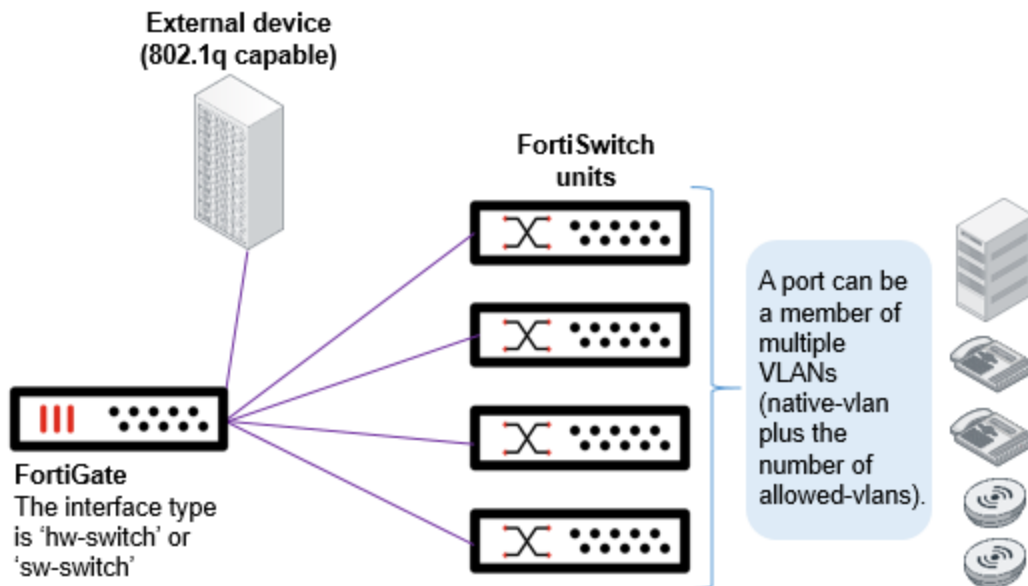 External device
(802.1q capable)
FortiSwitch
units
A port can be
a member of
multiple
VLANs
(native-vlan
plus the
number of
allowed-vlans).
FortiGate
The interface type
is ‘hw-switch’ or
‘sw-switch’